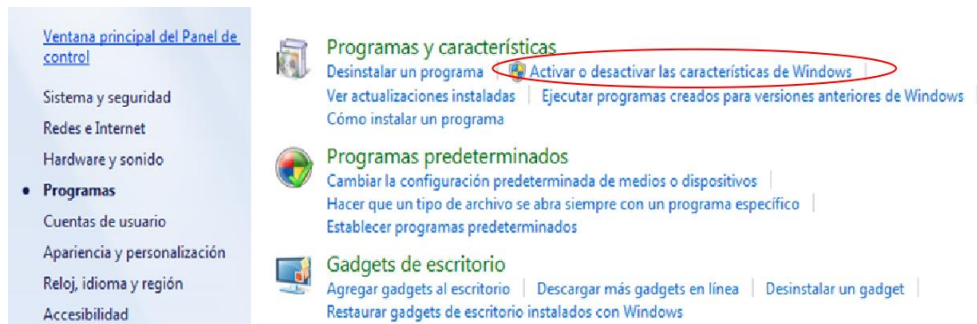 Ventana principal del Panel de
control
Sistema y seguridad
Redes e Internet
Hardware y sonido
Programas
Cuentas de usuario
Apariencia y personalización
Reloj, idioma y región
Accesibilidad
Programas y características
Desinstalar un programa | Activar o desactivar las características de Windows
Ver actualizaciones instaladas | Ejecutar programas creados para versiones anteriores de Windows
Cómo instalar un programa
Programas predeterminados
Cambiar la configuración predeterminada de medios o dispositivos
Hacer que un tipo de archivo se abra siempre con un programa específico
Establecer programas predeterminados
Gadgets de escritorio
Agregar gadgets al escritorio | Descargar más gadgets en línea | Desinstalar un gadget
Restaurar gadgets de escritorio instalados con Windows